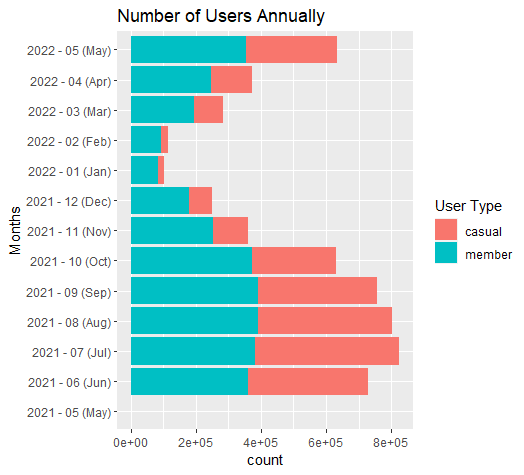 Number of Users Annually
2022 - 05 (May)
2022 - 04 (Apr)
2022 - 03 (Mar)
2022 - 02 (Feb)
2022 - 01 (Jan)
2021 - 12 (Dec)
2021 - 11 (Nov)
2021 - 10 (Oct)
2021 - 09 (Sep)
2021 - 08 (Aug)
2021 - 07 (Jul)
2021 - 06 (Jun)
2021 - 05 (May)
Months
0e+00 2e+05 4e+05 6e+05 8e+05
count
User Type
casual
member